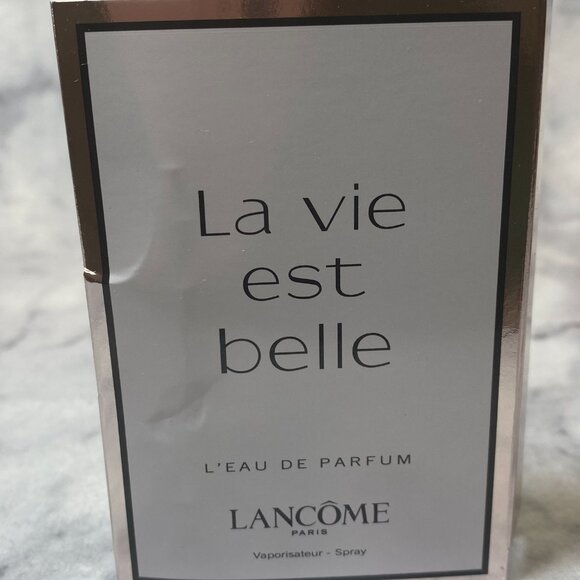 La vie
est
belle
L'EAU DE PARFUM
LANCÔME
PARIS
Vaporisateur - Spray